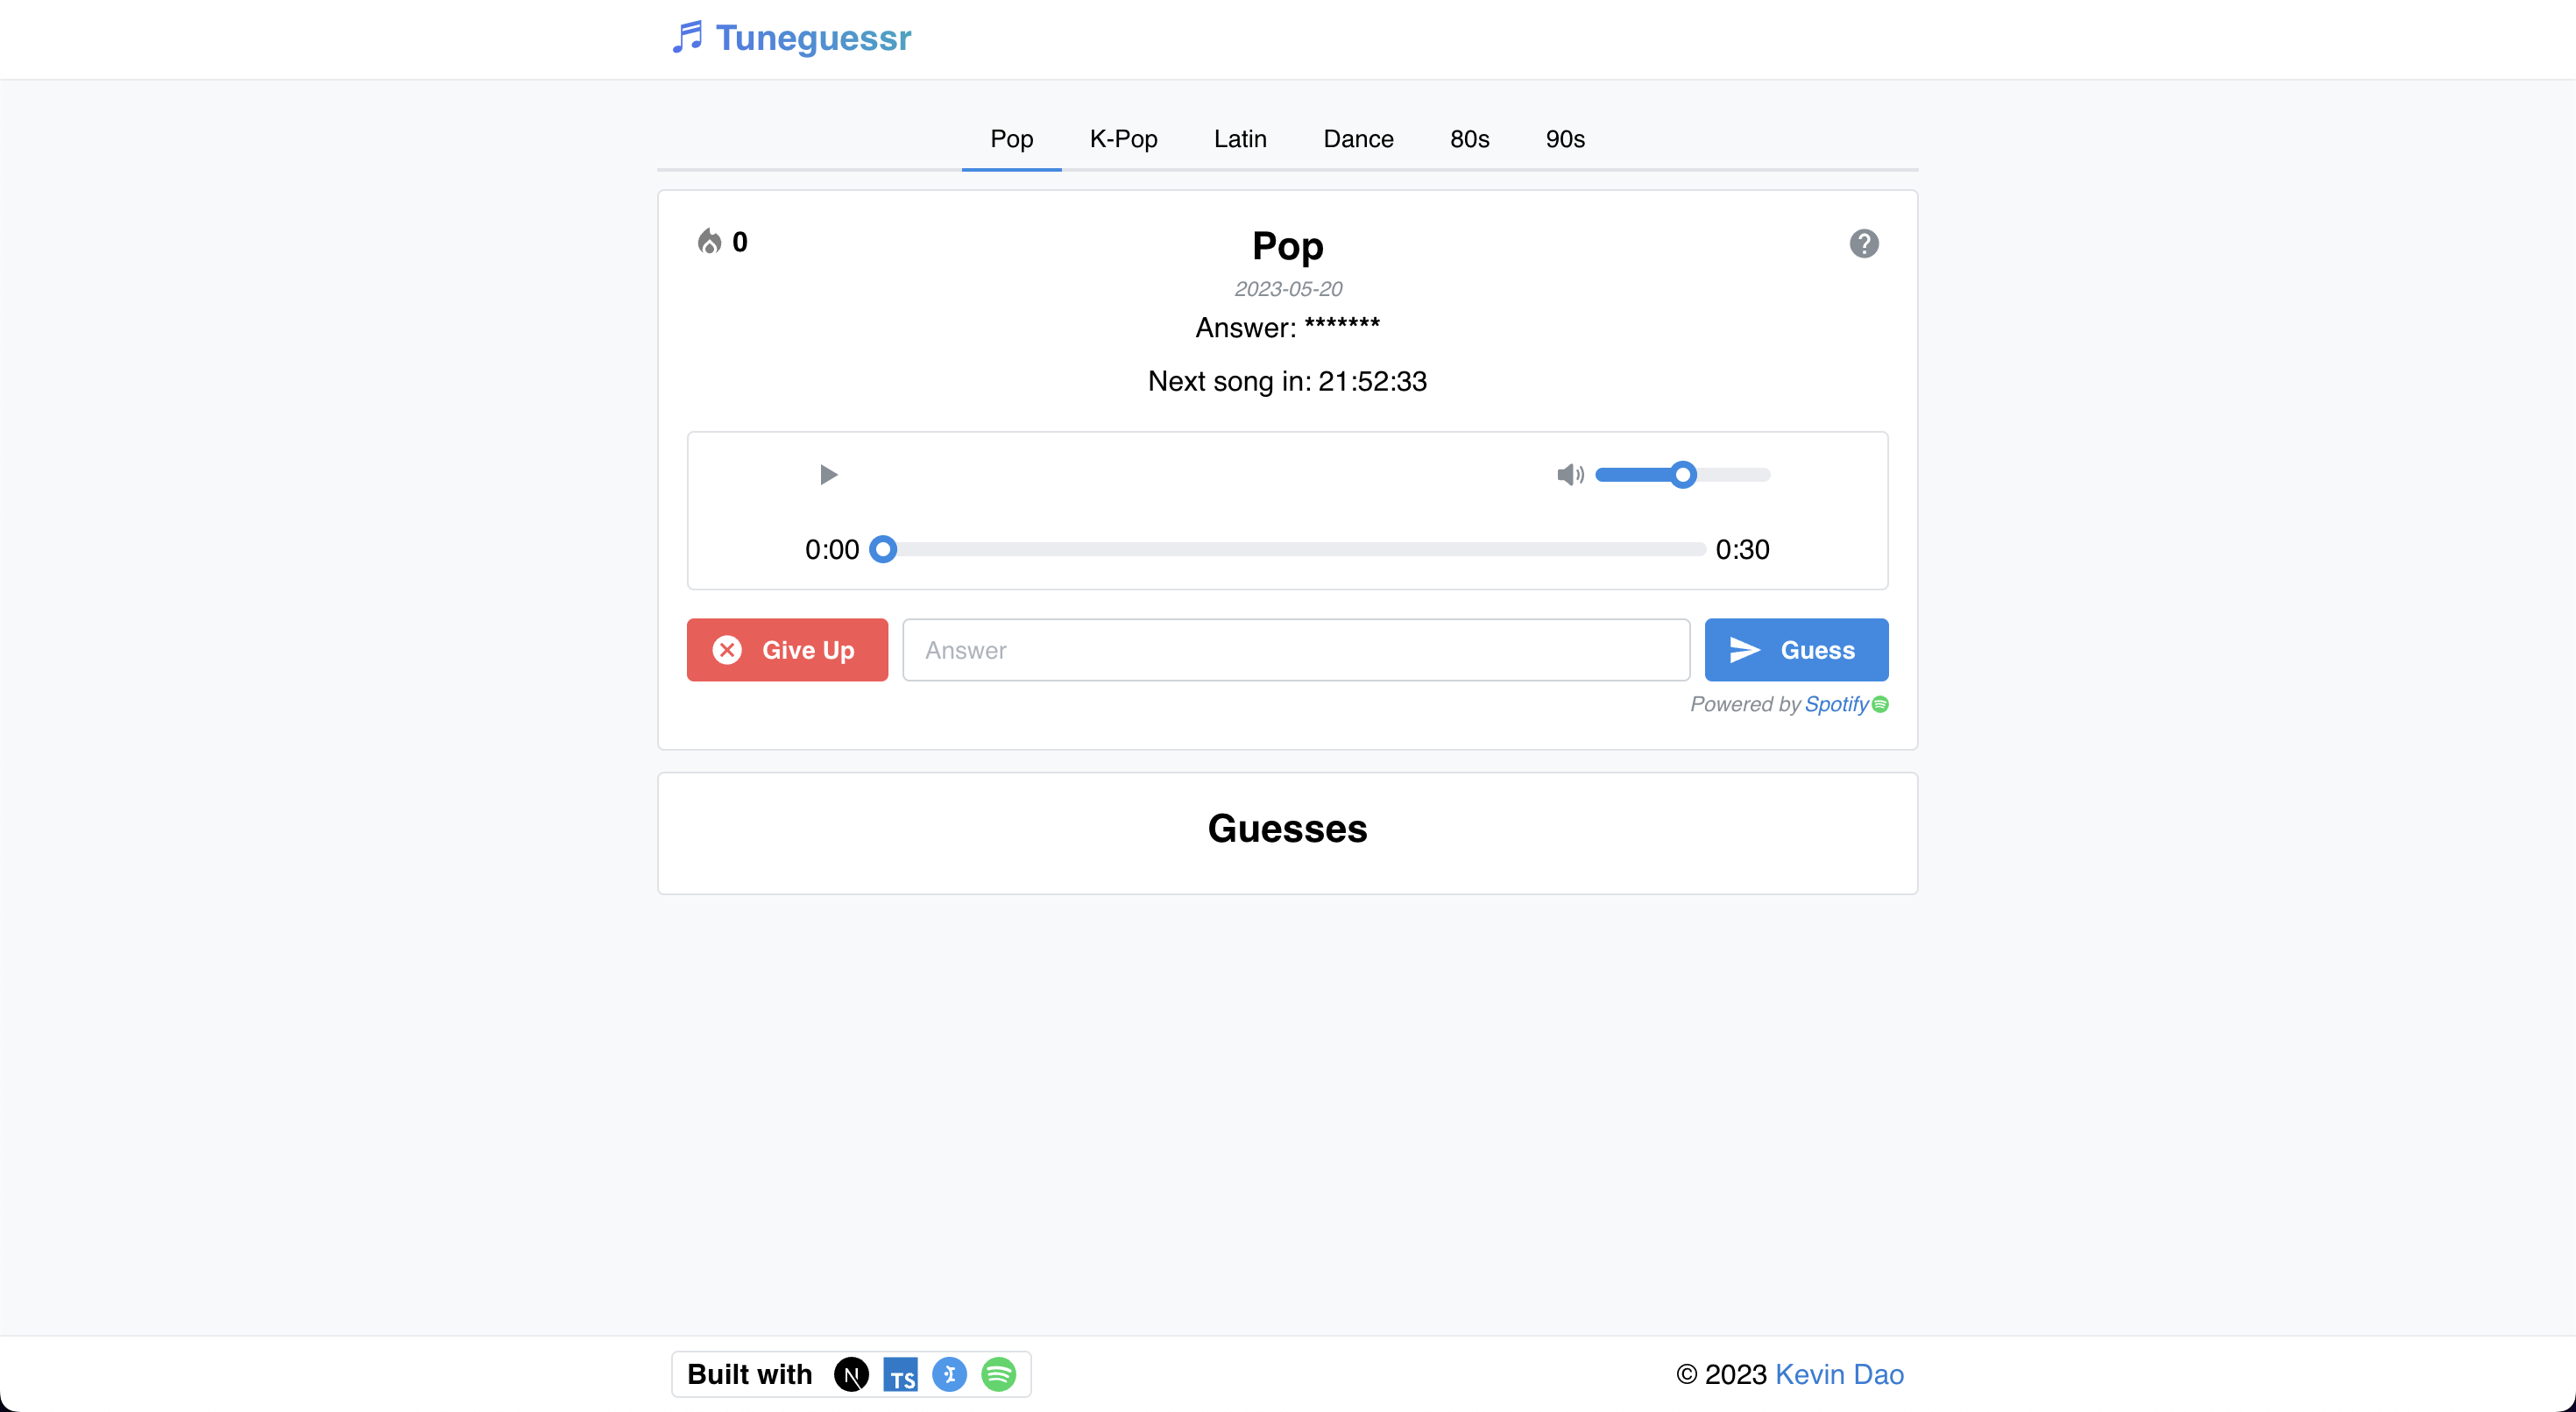 Tuneguessr
Pop K-Pop Latin Dance 80s 90s
0
Pop
2023-05-20
Answer: *******
Next song in: 21:52:33
0:00 0:30
Give Up Answer Guess
Powered by Spotify
Guesses
Built with N TS © 2023 Kevin Dao